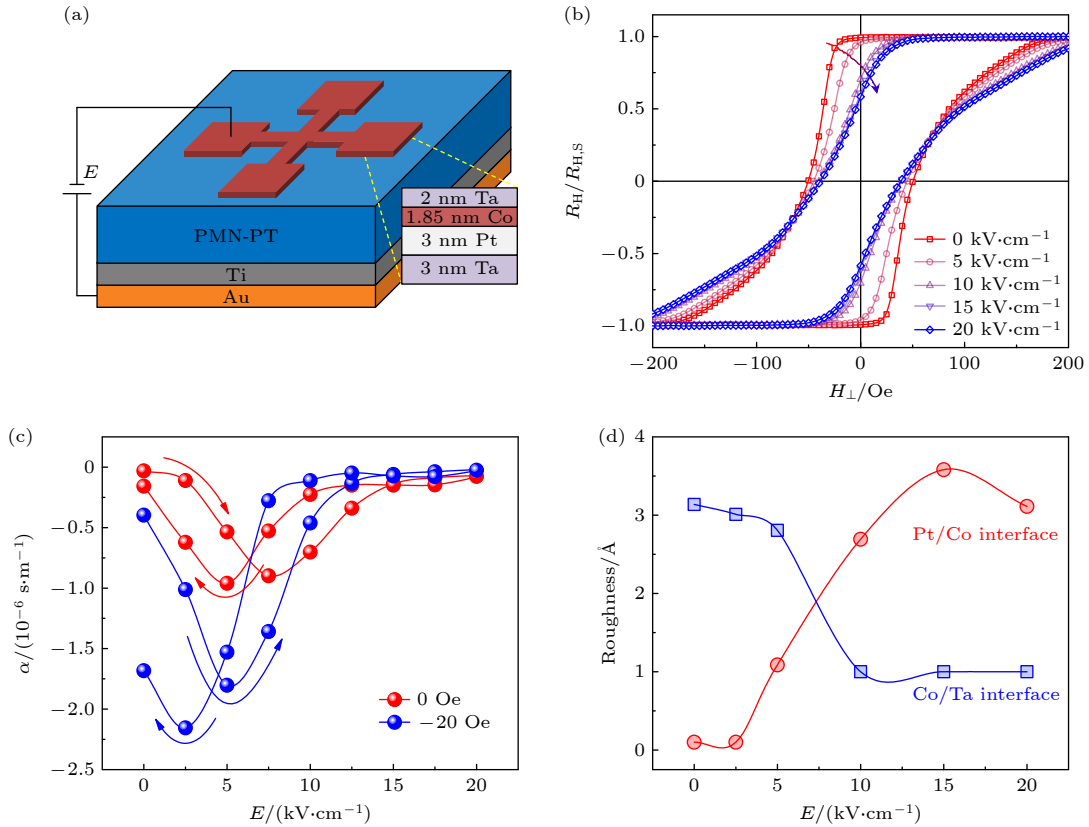 (a)
E
PMN-PT
Ti
Au
2 nm Ta
1.85 nm Co
3 nm Pt
3 nm Ta
(b)
R_H/R_H,S
1.0
0.5
0
−0.5
−1.0
0 kV·cm⁻¹
5 kV·cm⁻¹
10 kV·cm⁻¹
15 kV·cm⁻¹
20 kV·cm⁻¹
−200 −100 0 100 200
H⊥/Oe
(c)
α/(10⁻⁶ s·m⁻¹)
0
−0.5
−1.0
−1.5
−2.0
−2.5
0 Oe
−20 Oe
0 5 10 15 20
E/(kV·cm⁻¹)
(d)
Roughness/Å
4
3
2
1
0
Pt/Co interface
Co/Ta interface
0 5 10 15 20
E/(kV·cm⁻¹)